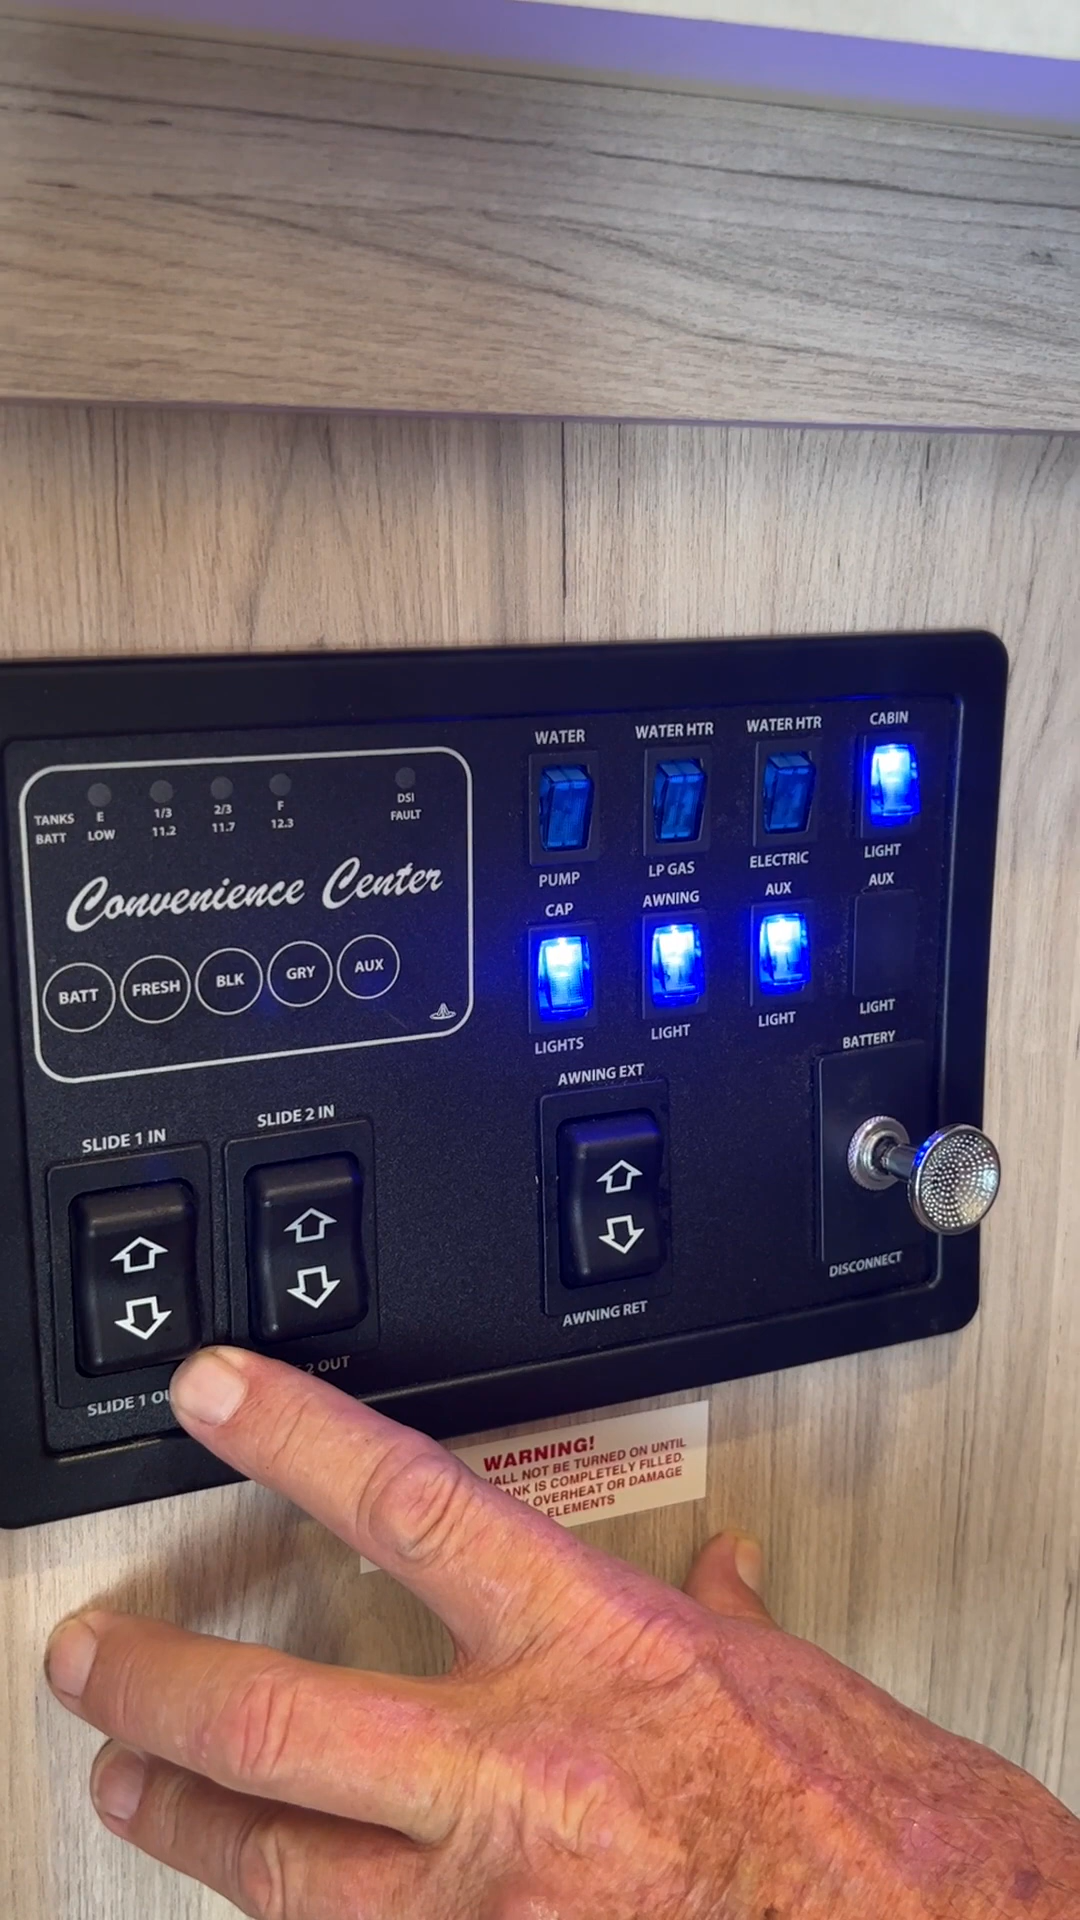 TANKS E 1/3 2/3 F DSI
BATT LOW 11.2 11.7 12.3 FAULT
Convenience Center
BATT FRESH BLK GRY AUX
WATER
PUMP
WATER HTR
LP GAS
WATER HTR
ELECTRIC
CABIN
LIGHT
CAP
LIGHTS
AWNING
LIGHT
AUX
LIGHT
AUX
LIGHT
SLIDE 1 IN
SLIDE 1
SLIDE 2 IN
2 OUT
AWNING EXT
AWNING RET
BATTERY
DISCONNECT
WARNING!
NOT BE TURNED ON UNTIL
IS COMPLETELY FILLED.
OVERHEAT OR DAMAGE
ELEMENTS